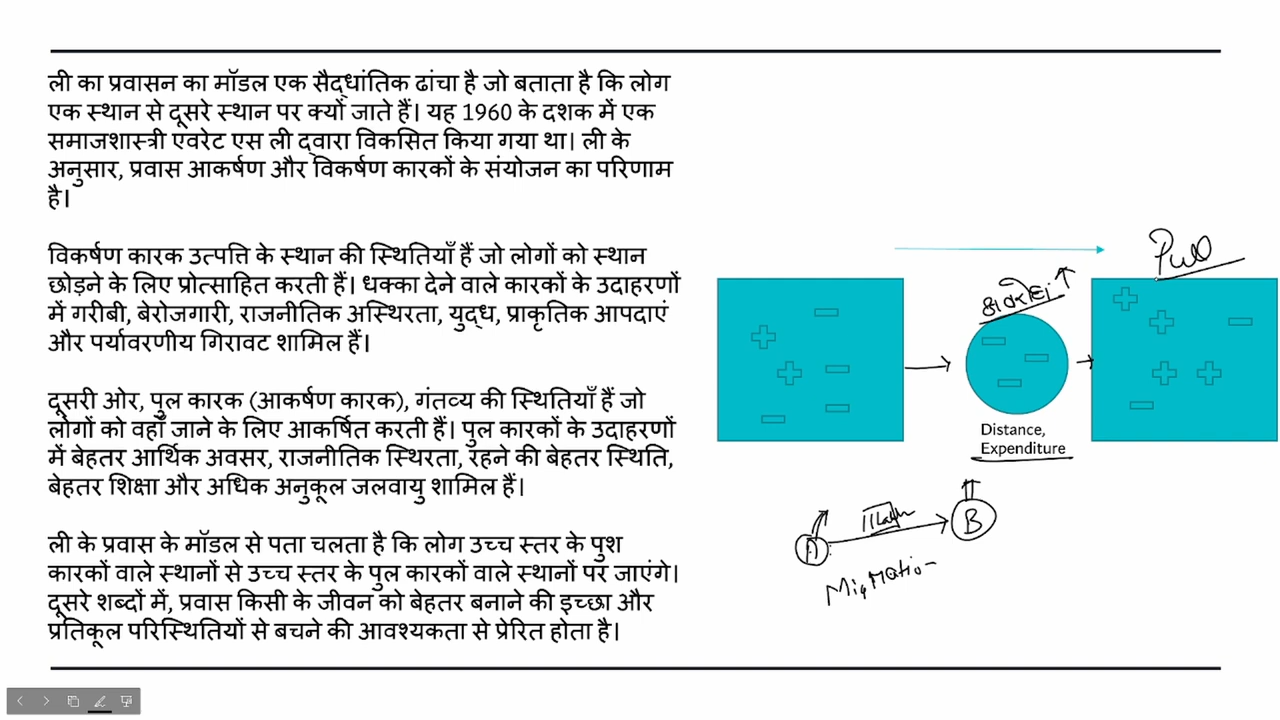 ली का प्रवासन का मॉडल एक सैद्धांतिक ढांचा है जो बताता है कि लोग
एक स्थान से दूसरे स्थान पर क्यों जाते हैं। यह 1960 के दशक में एक
समाजशास्त्री एवरेट एस ली द्वारा विकसित किया गया था। ली के
अनुसार, प्रवास आकर्षण और विकर्षण कारकों के संयोजन का परिणाम
है।
विकर्षण कारक उत्पत्ति के स्थान की स्थितियाँ हैं जो लोगों को स्थान
छोड़ने के लिए प्रोत्साहित करती हैं। धक्का देने वाले कारकों के उदाहरणों
में गरीबी, बेरोजगारी, राजनीतिक अस्थिरता, युद्ध, प्राकृतिक आपदाएं
और पर्यावरणीय गिरावट शामिल हैं।
दूसरी ओर, पुल कारक (आकर्षण कारक), गंतव्य की स्थितियाँ हैं जो
लोगों को वहाँ जाने के लिए आकर्षित करती हैं। पुल कारकों के उदाहरणों
में बेहतर आर्थिक अवसर, राजनीतिक स्थिरता, रहने की बेहतर स्थिति,
बेहतर शिक्षा और अधिक अनुकूल जलवायु शामिल हैं।
ली के प्रवास के मॉडल से पता चलता है कि लोग उच्च स्तर के पुश
कारकों वाले स्थानों से उच्च स्तर के पुल कारकों वाले स्थानों पर जाएंगे।
दूसरे शब्दों में, प्रवास किसी के जीवन को बेहतर बनाने की इच्छा और
प्रतिकूल परिस्थितियों से बचने की आवश्यकता से प्रेरित होता है।
Pull
Distance,
Expenditure
A
B
Migration